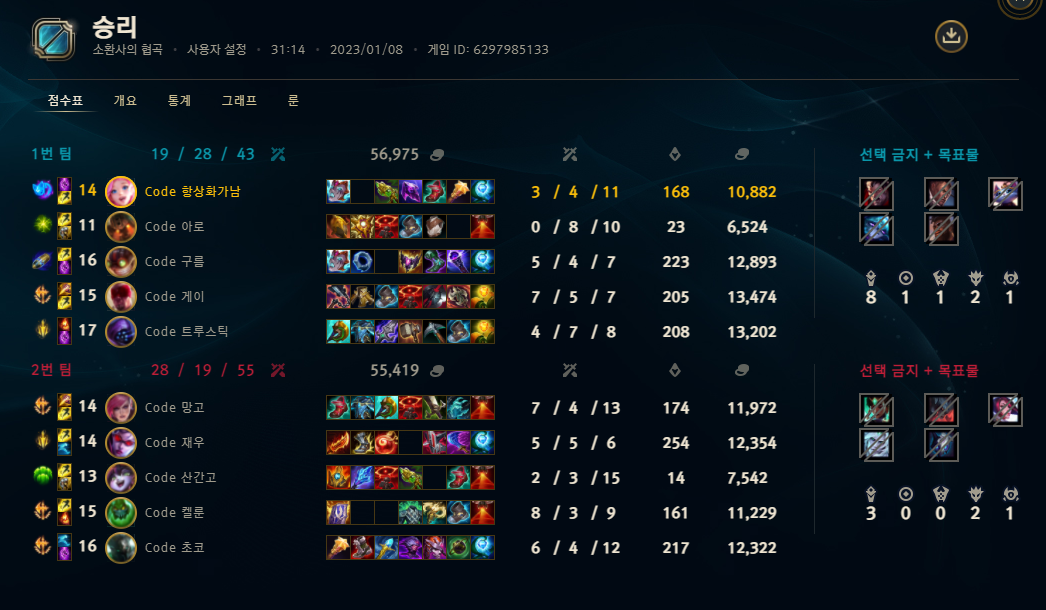 승리
소환사의 협곡 • 사용자 설정 • 31:14 • 2023/01/08 • 게임 ID: 6297985133
점수표 개요 통계 그래프 룬
1번 팀 19 / 28 / 43 56,975 선택 금지 + 목표물
14 Code 항상화가남 3 / 4 / 11 168 10,882
11 Code 아로 0 / 8 / 10 23 6,524
16 Code 구름 5 / 4 / 7 223 12,893
15 Code 게이 7 / 5 / 7 205 13,474
8 1 1 2 1
17 Code 트루스틱 4 / 7 / 8 208 13,202
2번 팀 28 / 19 / 55 55,419 선택 금지 + 목표물
14 Code 망고 7 / 4 / 13 174 11,972
14 Code 재우 5 / 5 / 6 254 12,354
13 Code 산간고 2 / 3 / 15 14 7,542
15 Code 켈룬 8 / 3 / 9 161 11,229
3 0 0 2 1
16 Code 초코 6 / 4 / 12 217 12,322